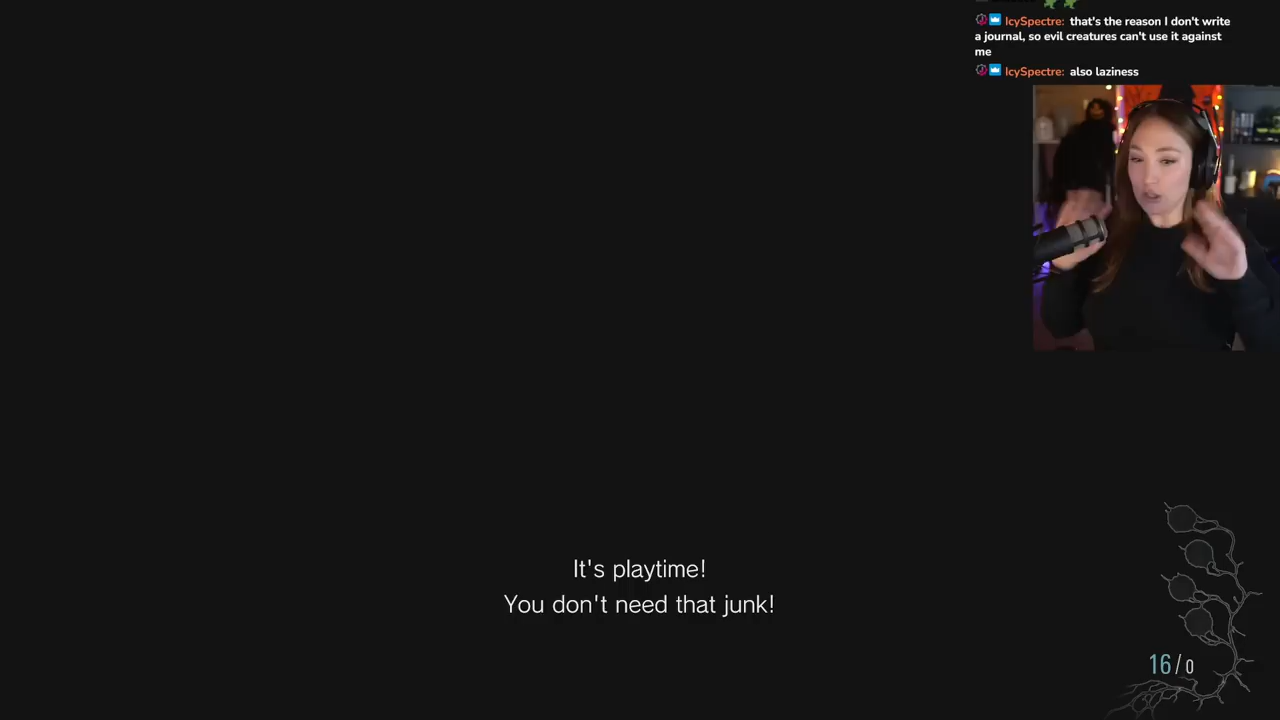 IcySpectre: that's the reason I don't write
a journal, so evil creatures can't use it against
me
IcySpectre: also laziness
It's playtime!
You don't need that junk!
16/0